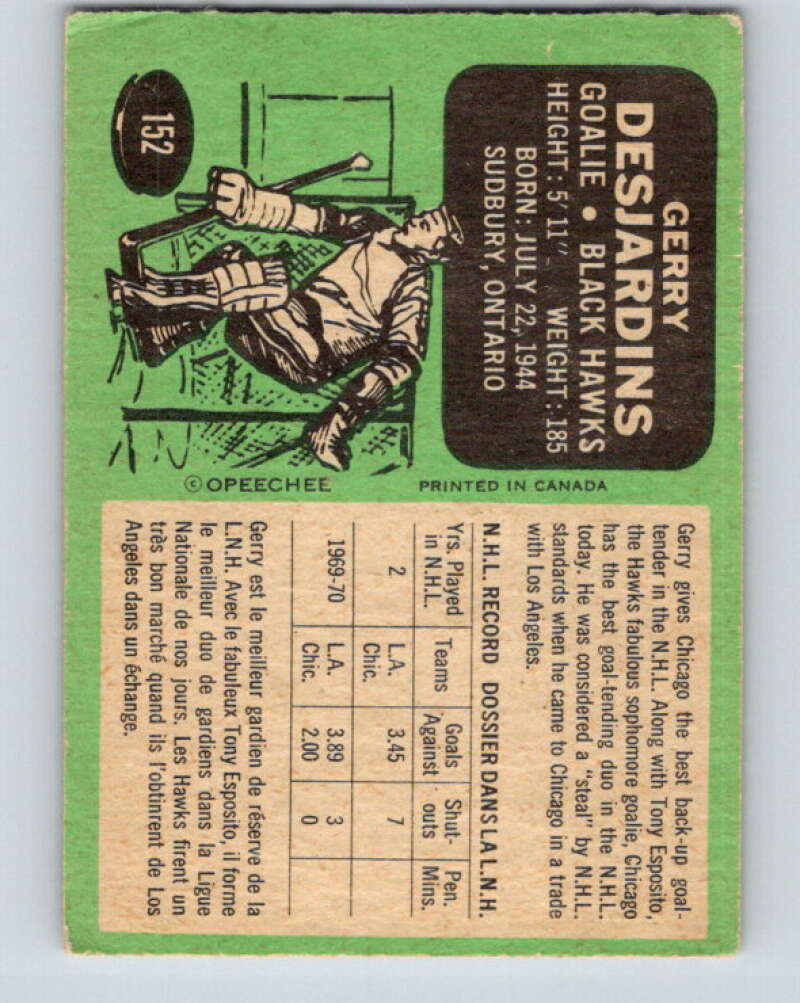 152
GERRY
DESJARDINS
GOALIE • BLACK HAWKS
HEIGHT: 5'11" WEIGHT: 185
BORN: JULY 22, 1944
SUDBURY, ONTARIO
© OPEECHEE
PRINTED IN CANADA
Gerry gives Chicago the best back-up goal-
tender in the N.H.L. Along with Tony Esposito,
the Hawks fabulous sophomore goalie, Chicago
has the best goal-tending duo in the N.H.L.
today. He was considered a "steal" by N.H.L.
standards when he came to Chicago in a trade
with Los Angeles.
N.H.L. RECORD DOSSIER DANS LA L.N.H.
Yrs. Played Teams Goals Shut- Pen.
in N.H.L. Against outs Mins.
2 L.A. 3.45 7
Chic.
1969-70 L.A. 3.89 3
Chic. 2.00 0
Gerry est le meilleur gardien de réserve de la
L.N.H. Avec le fabuleux Tony Esposito, il forme
le meilleur duo de gardiens dans la Ligue
Nationale de nos jours. Les Hawks firent un
très bon marché quand ils l'obtinrent de Los
Angeles dans un échange.